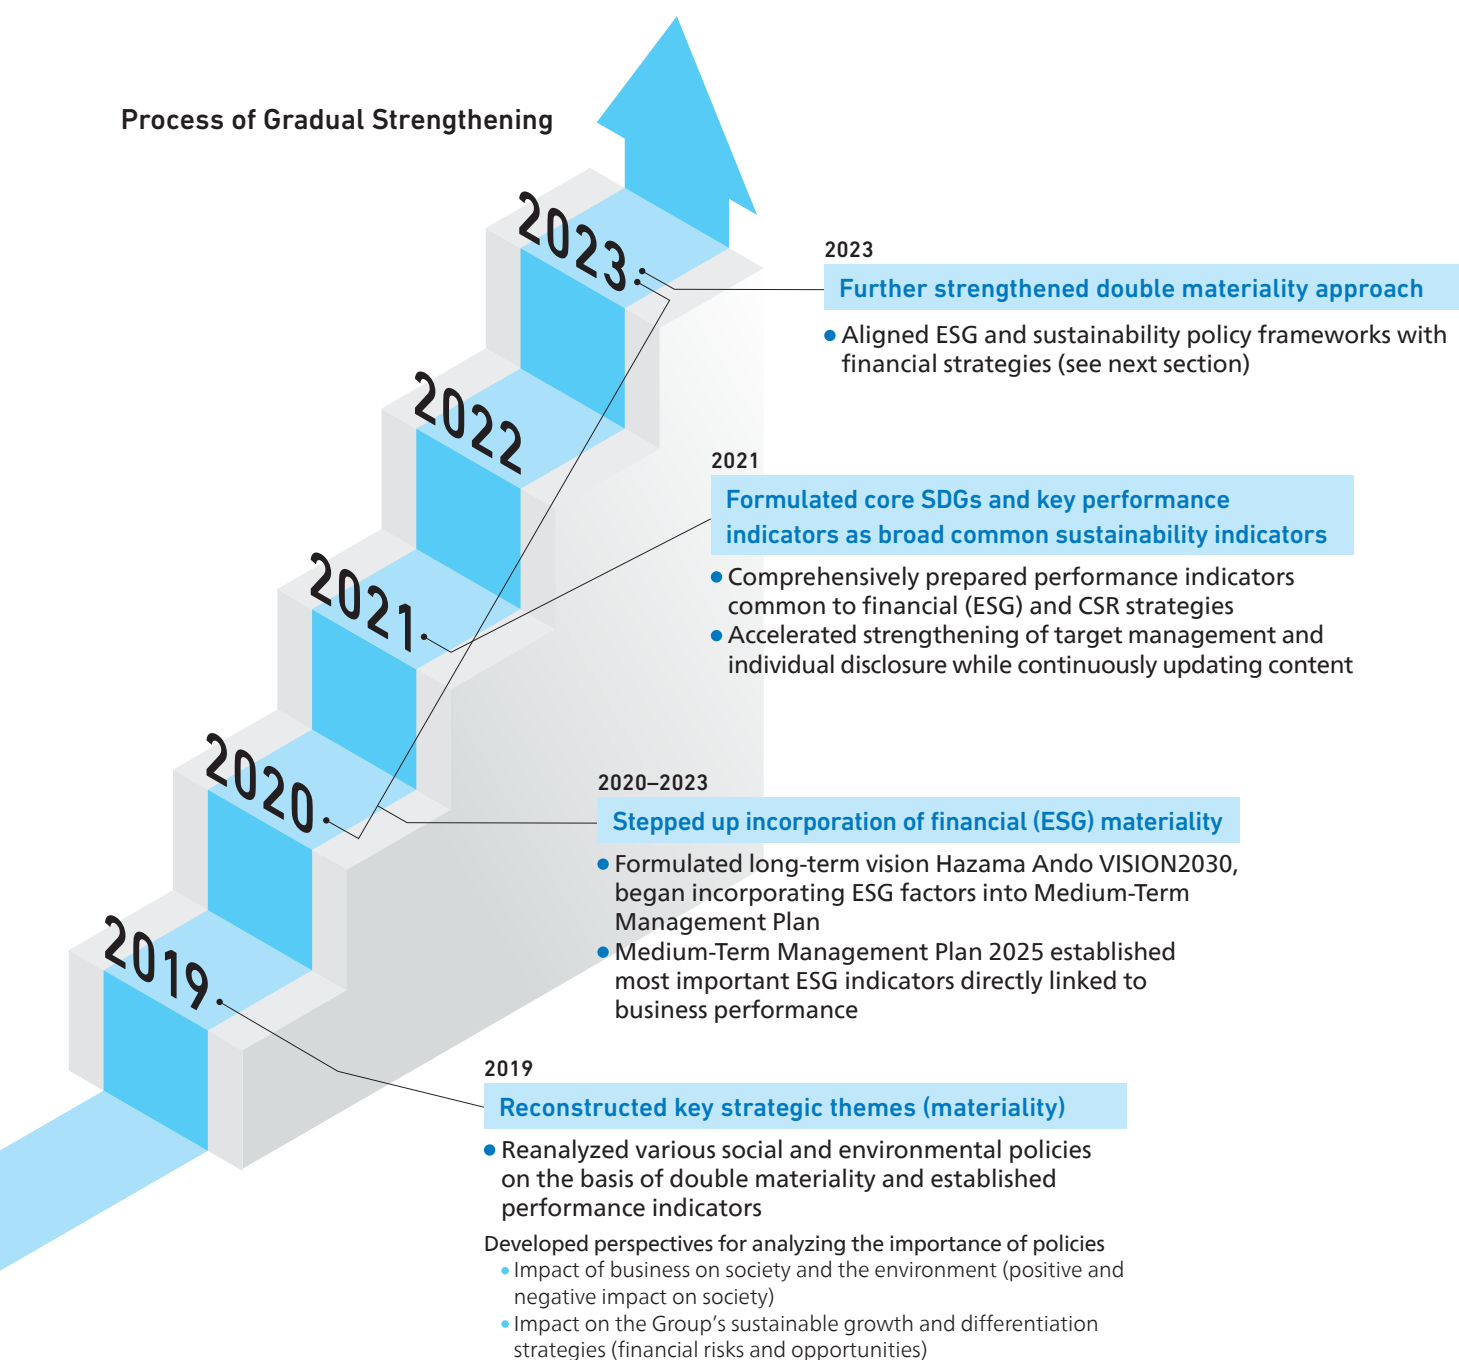 Process of Gradual Strengthening
2023
2022
2021
2020
2019
2023
Further strengthened double materiality approach
● Aligned ESG and sustainability policy frameworks with
financial strategies (see next section)
2021
Formulated core SDGs and key performance
indicators as broad common sustainability indicators
● Comprehensively prepared performance indicators
common to financial (ESG) and CSR strategies
● Accelerated strengthening of target management and
individual disclosure while continuously updating content
2020–2023
Stepped up incorporation of financial (ESG) materiality
● Formulated long-term vision Hazama Ando VISION2030,
began incorporating ESG factors into Medium-Term
Management Plan
● Medium-Term Management Plan 2025 established
most important ESG indicators directly linked to
business performance
2019
Reconstructed key strategic themes (materiality)
● Reanalyzed various social and environmental policies
on the basis of double materiality and established
performance indicators
Developed perspectives for analyzing the importance of policies
● Impact of business on society and the environment (positive and
negative impact on society)
● Impact on the Group’s sustainable growth and differentiation
strategies (financial risks and opportunities)